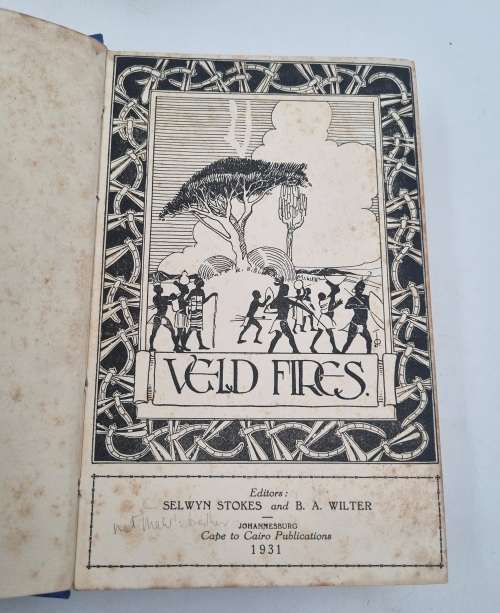 VELD FIRES.
Editors:
SELWYN STOKES and B. A. WILTER
JOHANNESBURG
Cape to Cairo Publications
1931